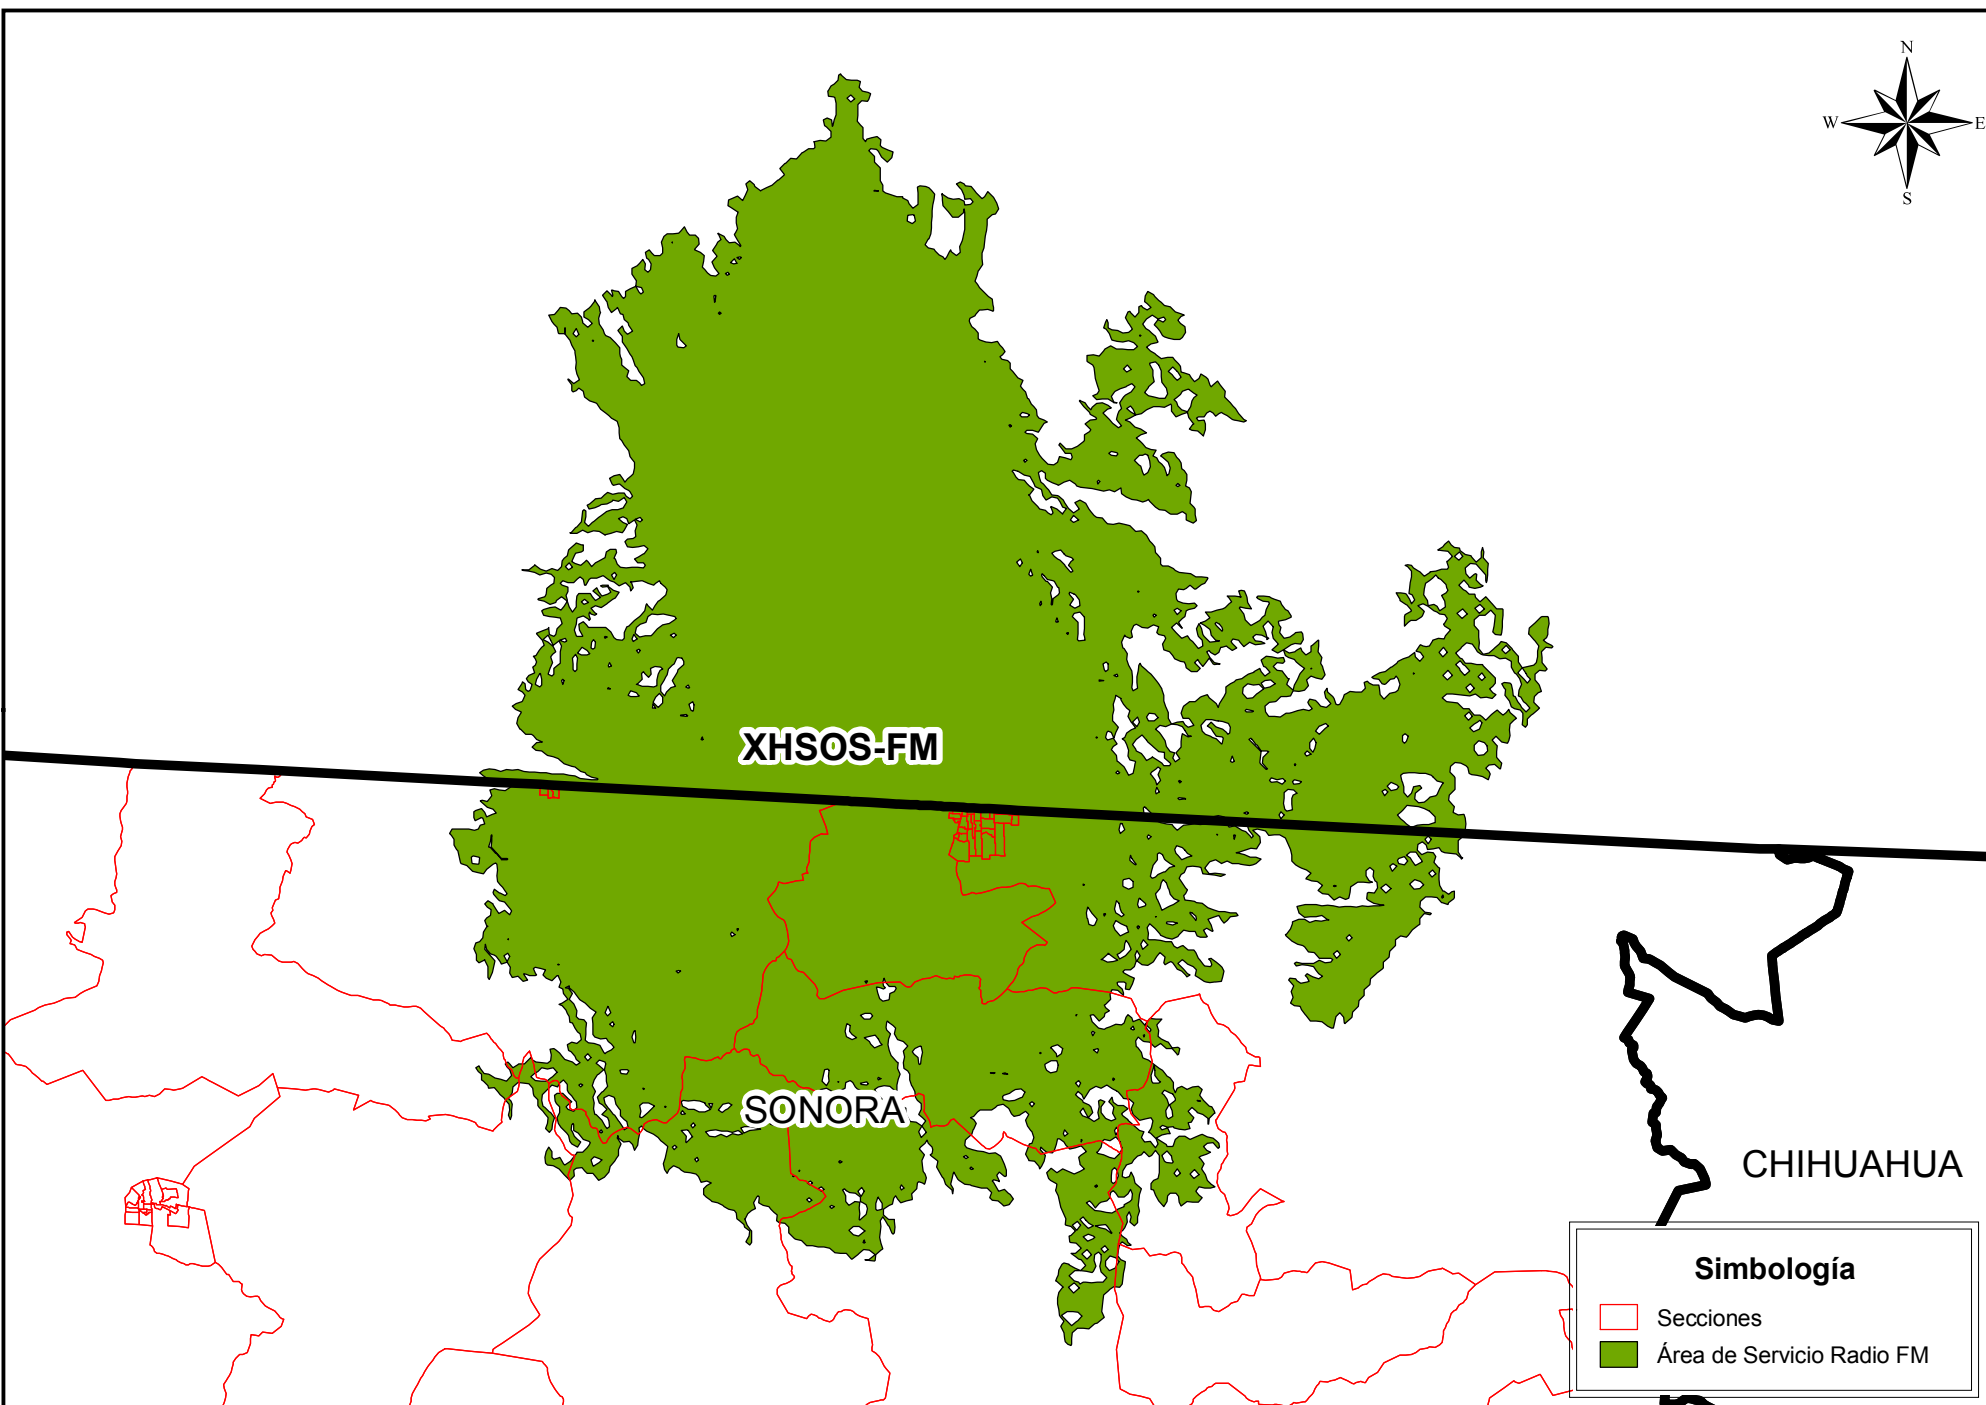 N
W
E
S
XHSOS-FM
SONORA
CHIHUAHUA
Simbología
Secciones
Área de Servicio Radio FM